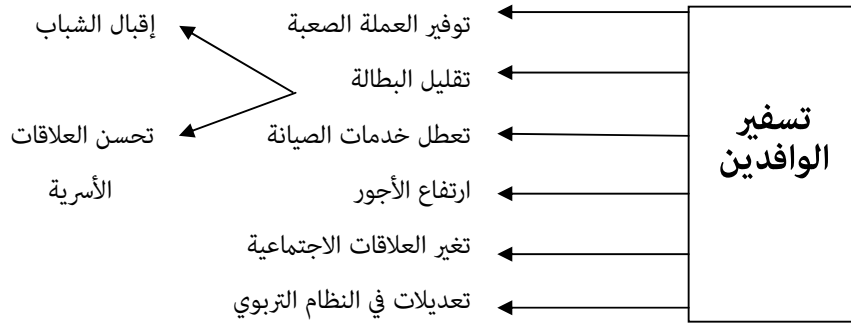 تسفير
الوافدين
توفير العملة الصعبة
تقليل البطالة
تعطل خدمات الصيانة
ارتفاع الأجور
تغير العلاقات الاجتماعية
تعديلات في النظام التربوي
إقبال الشباب
تحسن العلاقات
الأسرية